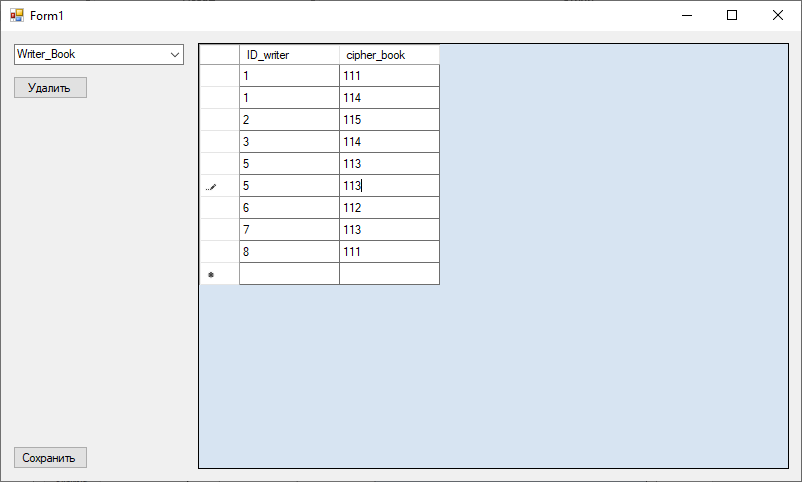 Form1
Writer_Book
Удалить
ID_writer cipher_book
1 111
1 114
2 115
3 114
5 113
5 113
6 112
7 113
8 111
Сохранить